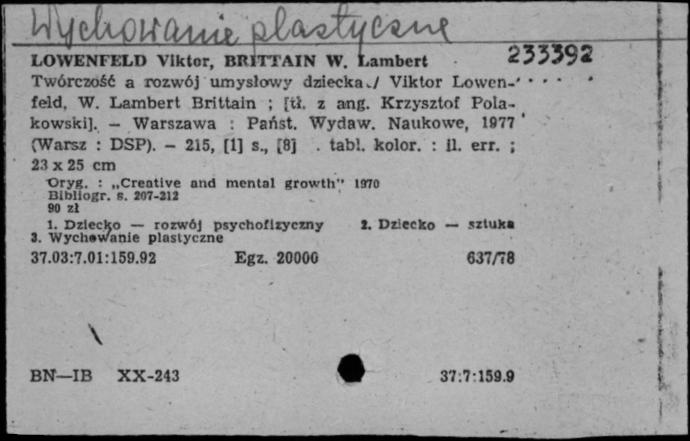 Wychowanie plastyczne
LOWENFELD Viktor, BRITTAIN W. Lambert 233392
Twórczość a rozwój umysłowy dziecka / Viktor Lowen-
feld, W. Lambert Brittain ; [tł. z ang. Krzysztof Pola-
kowski]. — Warszawa : Państ. Wydaw. Naukowe, 1977
(Warsz : DSP). — 215, [1] s., [8] . tabl. kolor. : il. err. ;
23 x 25 cm
Oryg. : „Creative and mental growth" 1970
Bibliogr. s. 207-212
90 zł
1. Dziecko — rozwój psychofizyczny 2. Dziecko — sztuka
3. Wychowanie plastyczne
37.03:7.01:159.92 Egz. 20000 637/78
BN—IB XX-243 37:7:159.9